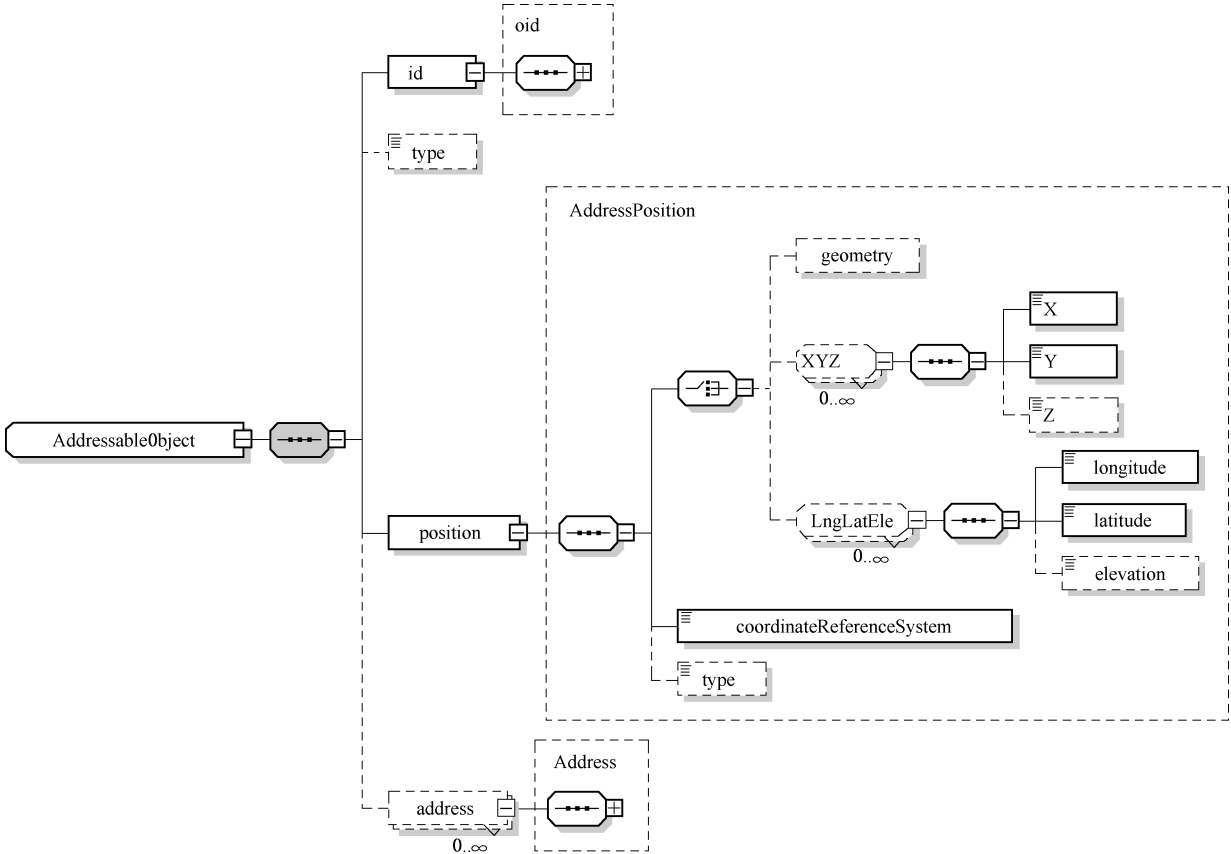 oid
id
type
AddressPosition
geometry
X
XYZ
Y
0..∞
Z
Addressable0bject
longitude
LngLatEle
latitude
position
0..∞
elevation
coordinateReferenceSystem
type
Address
address
0..∞